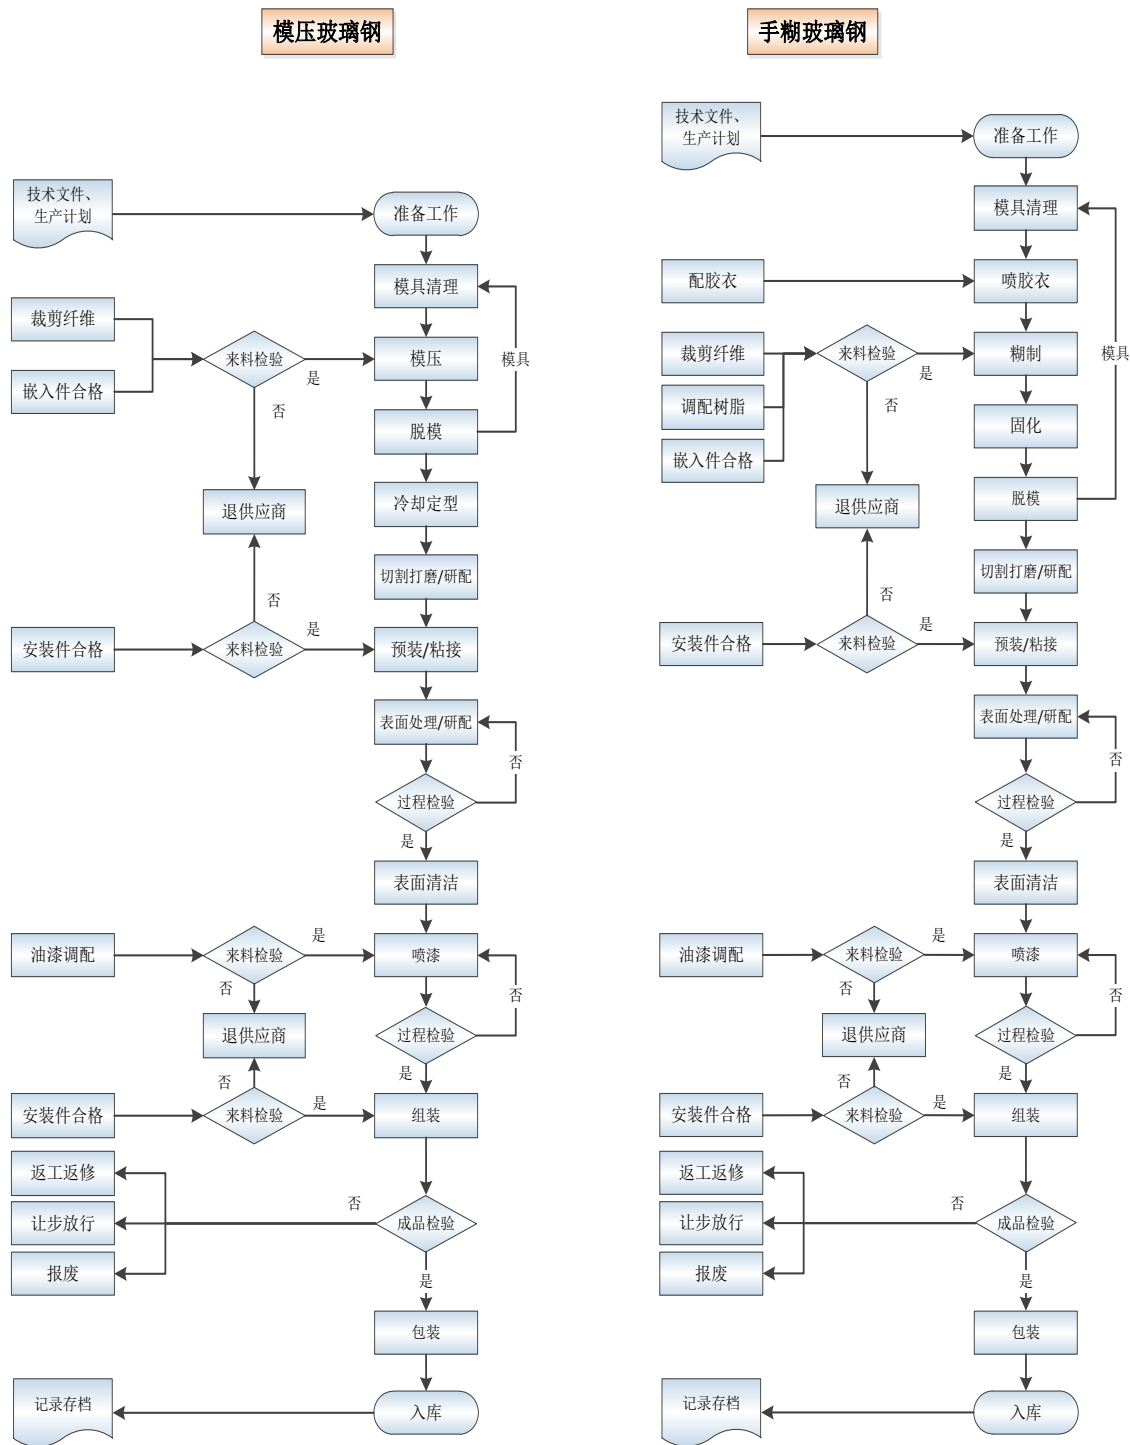 模压玻璃钢
技术文件、
生产计划
准备工作
模具清理
裁剪纤维
嵌入件合格
来料检验
是
模压
模具
否
脱模
退供应商
冷却定型
切割打磨/研配
否
安装件合格
来料检验
是
预装/粘接
表面处理/研配
否
过程检验
是
表面清洁
油漆调配
来料检验
是
喷漆
否
否
退供应商
过程检验
否
是
安装件合格
来料检验
是
组装
返工返修
让步放行
报废
否
成品检验
是
包装
记录存档
入库
手糊玻璃钢
技术文件、
生产计划
准备工作
模具清理
配胶衣
喷胶衣
裁剪纤维
调配树脂
嵌入件合格
来料检验
是
糊制
模具
否
固化
退供应商
脱模
切割打磨/研配
否
安装件合格
来料检验
是
预装/粘接
表面处理/研配
否
过程检验
是
表面清洁
油漆调配
来料检验
是
喷漆
否
否
退供应商
过程检验
否
是
安装件合格
来料检验
是
组装
返工返修
让步放行
报废
否
成品检验
是
包装
记录存档
入库